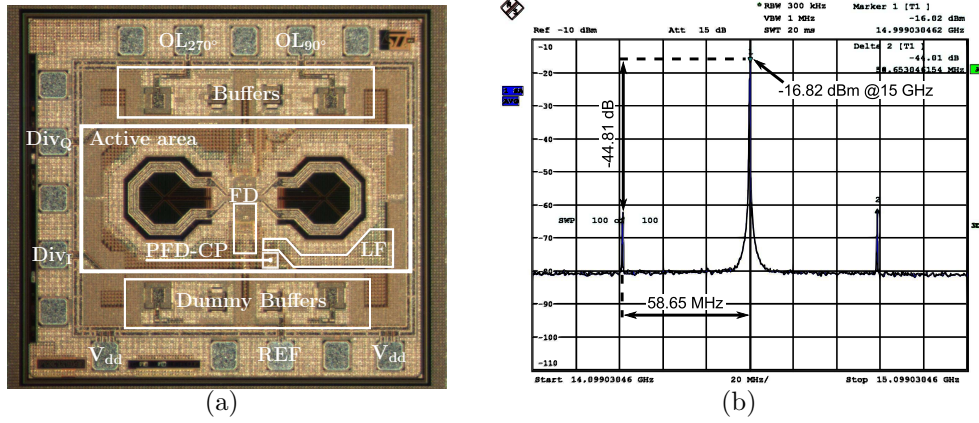 OL270° OL90°
Buffers
DivQ
Active area
FD
PFD-CP
LF
DivI
Dummy Buffers
Vdd REF Vdd
(a)
*RBW 300 kHz Marker 1 [T1 ]
VBW 1 MHz -16.82 dBm
Ref -10 dBm Att 15 dB SWT 20 ms 14.999038462 GHz
Delta 2 [T1 ]
-44.81 dB
58.653846154 MHz
-10
-20
-30
-40
-50
-60
-70
-80
-90
-100
-110
-16.82 dBm @15 GHz
-44.81 dB
SWP 100 of 100
2
58.65 MHz
Start 14.89903846 GHz 20 MHz/ Stop 15.09903846 GHz
(b)